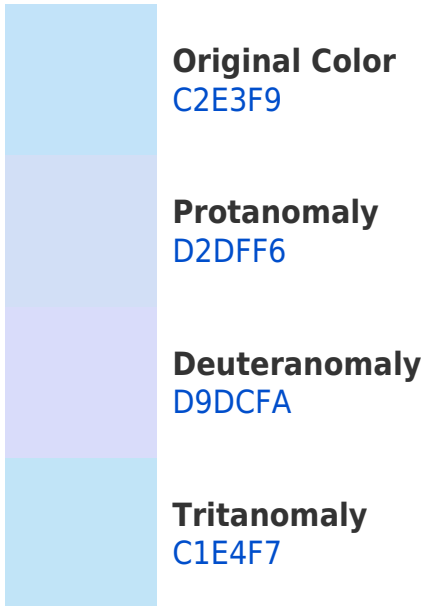 Original Color
C2E3F9
Protanomaly
D2DFF6
Deuteranomaly
D9DCFA
Tritanomaly
C1E4F7